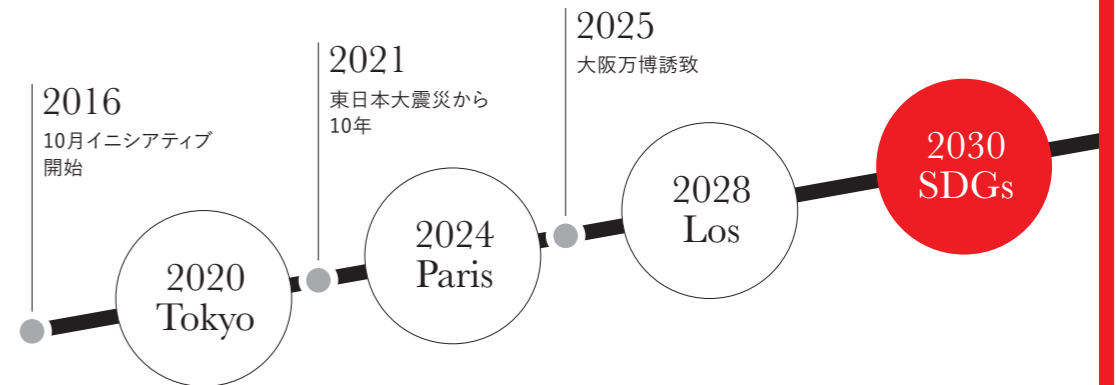 2016
10月イニシアティブ
開始
2020
Tokyo
2021
東日本大震災から
10年
2024
Paris
2025
大阪万博誘致
2028
Los
2030
SDGs